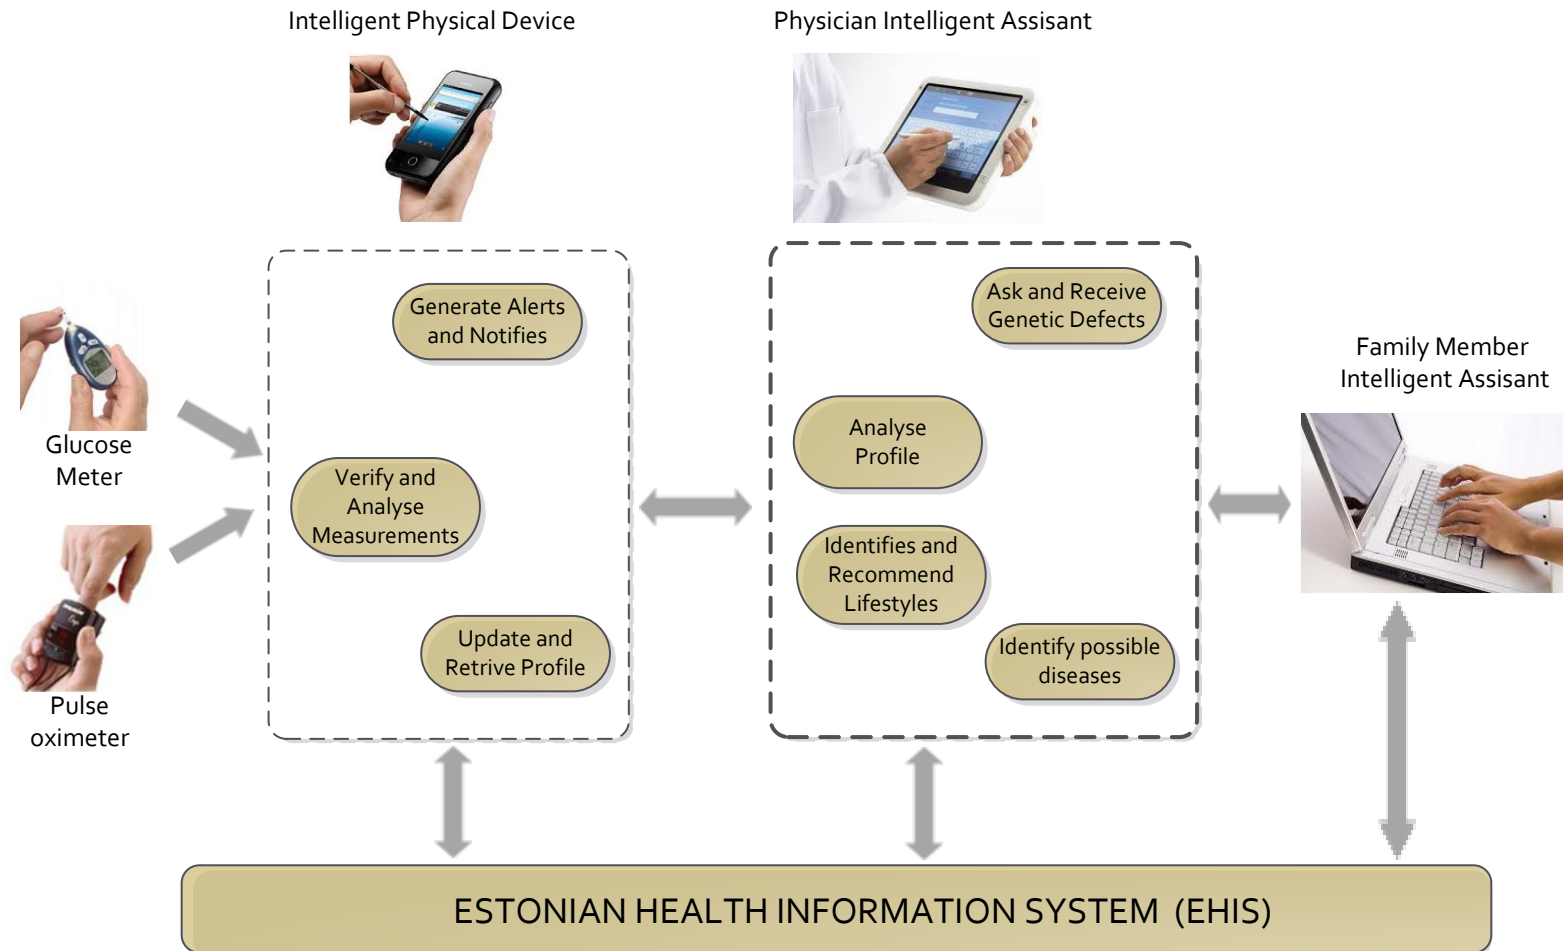 Intelligent Physical Device
Physician Intelligent Assisant
Generate Alerts
and Notifies
Ask and Receive
Genetic Defects
Family Member
Intelligent Assisant
Glucose
Meter
Analyse
Profile
Verify and
Analyse
Measurements
Identifies and
Recommend
Lifestyles
Update and
Retrive Profile
Identify possible
diseases
Pulse
oximeter
ESTONIAN HEALTH INFORMATION SYSTEM (EHIS)